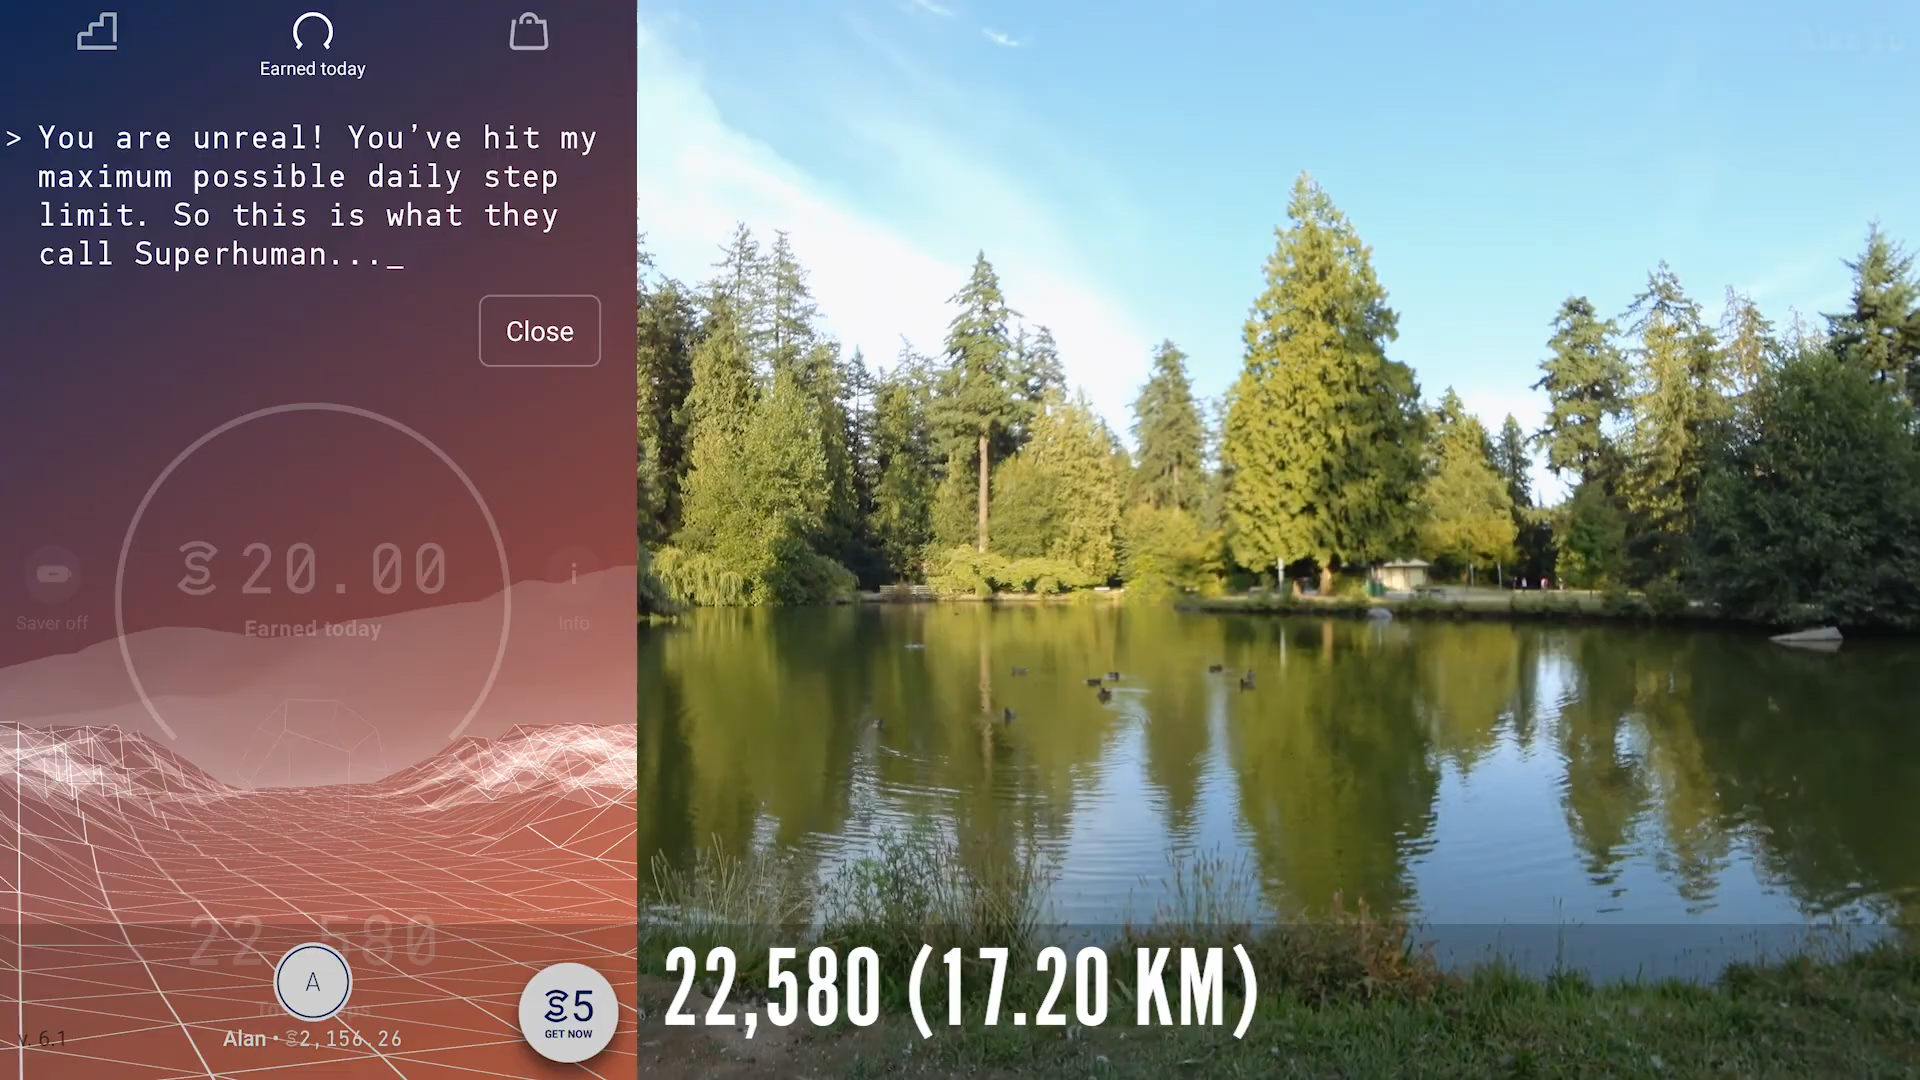 Earned today
> You are unreal! You’ve hit my
maximum possible daily step
limit. So this is what they
call Superhuman..._
Close
20.00
Earned today
Saver off
i
Info
22,580
A
5
GET NOW
Alan • 2,156.26
v. 6.1
22,580 (17.20 KM)